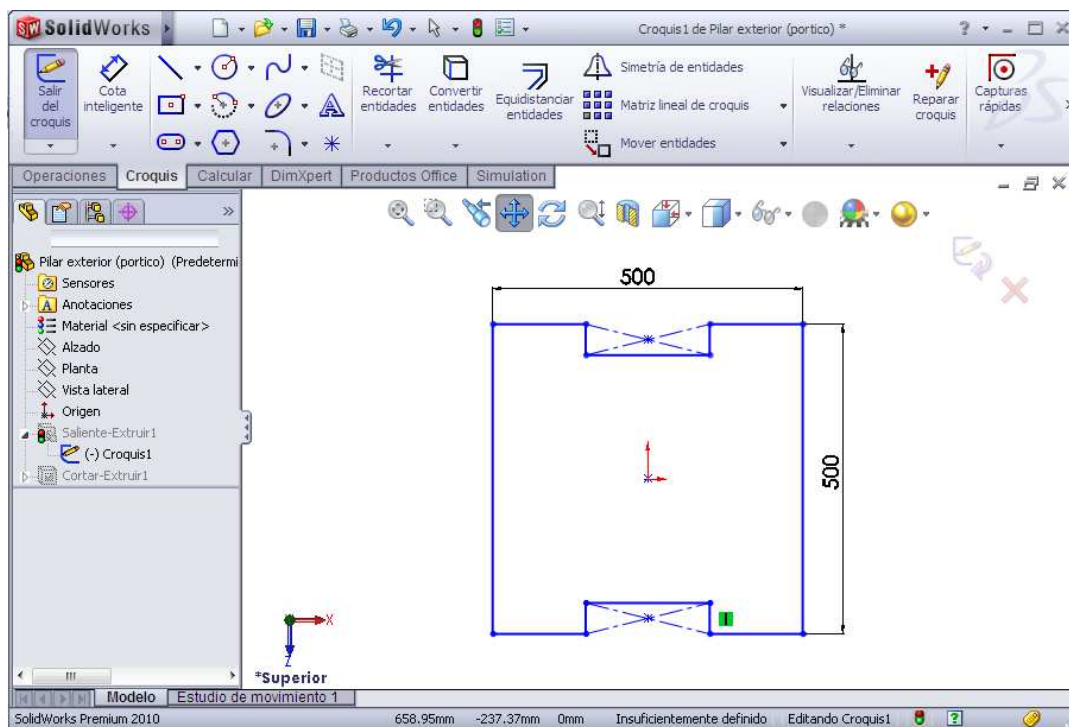 SolidWorks
Croquis1 de Pilar exterior (portico) *
Salir del croquis
Cota inteligente
Recortar entidades
Convertir entidades
Equidistanciar entidades
Simetría de entidades
Matriz lineal de croquis
Mover entidades
Visualizar/Eliminar relaciones
Reparar croquis
Capturas rápidas
Operaciones
Croquis
Calcular
DimXpert
Productos Office
Simulation
Pilar exterior (portico) (Predetermi
Sensores
Anotaciones
Material <sin especificar>
Alzado
Planta
Vista lateral
Origen
Saliente-Extruir1
(-) Croquis1
Cortar-Extruir1
500
500
X
Z
*Superior
Modelo
Estudio de movimiento 1
SolidWorks Premium 2010
658.95mm
-237.37mm
0mm
Insuficientemente definido
Editando Croquis1